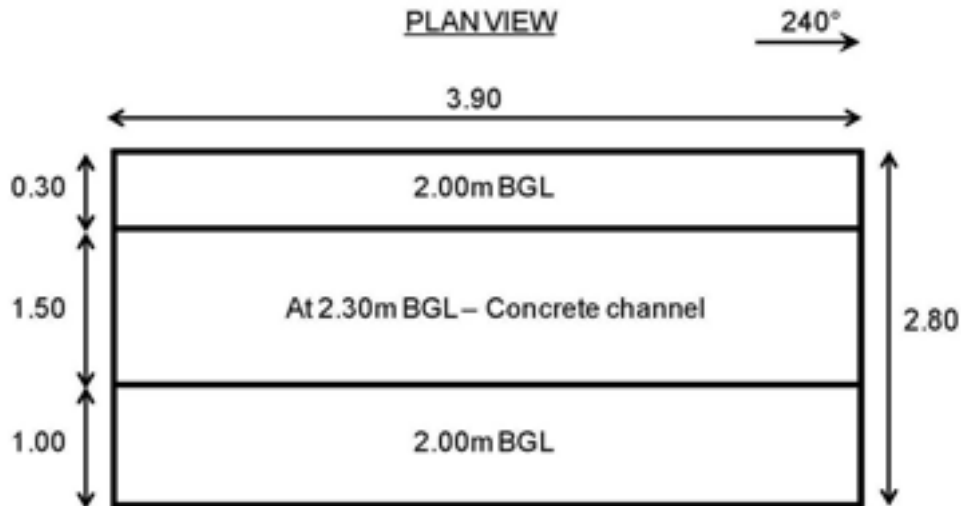 PLAN VIEW
240°
3.90
0.30
2.00m BGL
1.50
At 2.30m BGL – Concrete channel
2.80
1.00
2.00m BGL